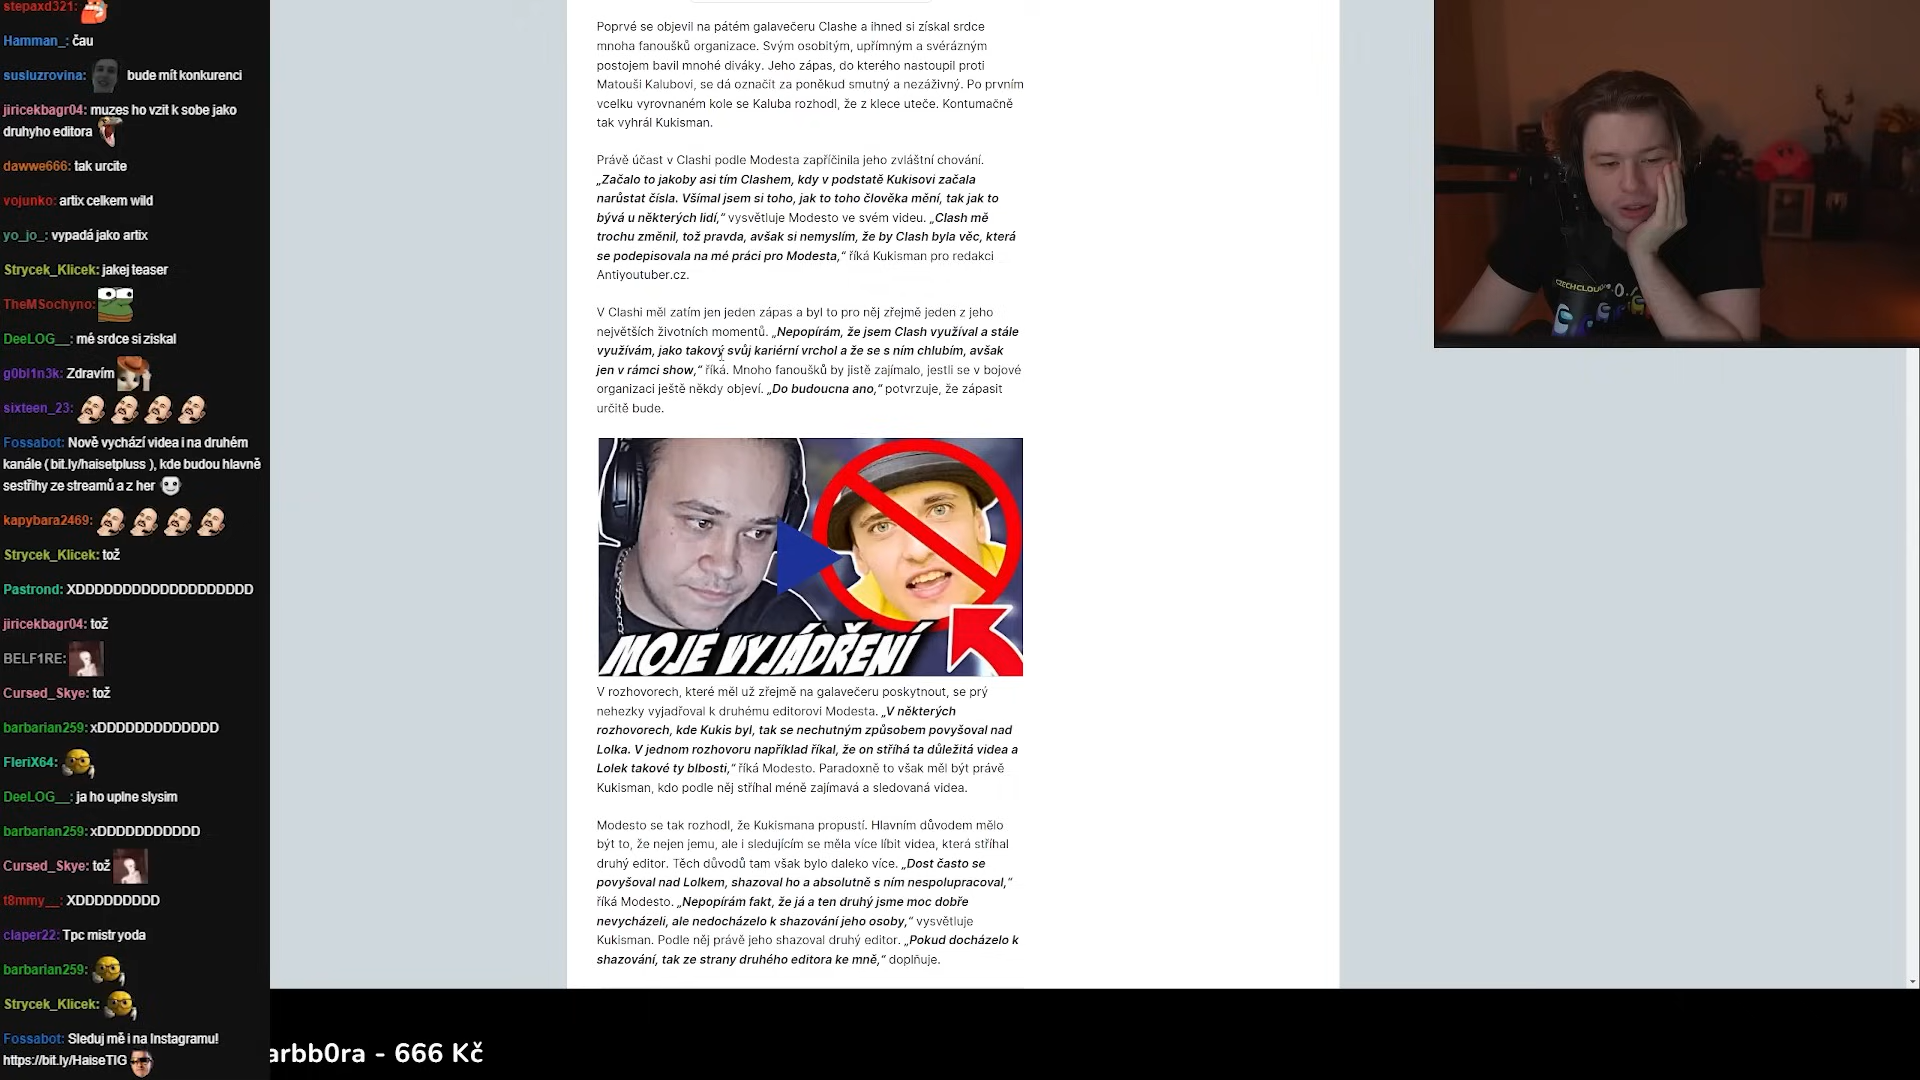 stepaxd321:
Hamman_: čau
susluzrovina: bude mít konkurenci
jiricekbagr04: muzes ho vzit k sobe jako
druhyho editora
dawwe666: tak urcite
vojunko: artix celkem wild
yo_jo_: vypadá jako artix
Strycek_Klicek: jakej teaser
TheMSochyno:
DeeLOG__: mé srdce si získal
g0bl1n3k: Zdravím
sixteen_23:
Fossabot: Nově vychází videa i na druhém
kanále ( bit.ly/haisetpluss ), kde budou hlavně
sestřihy ze streamů a z her
kapybara2469:
Strycek_Klicek: tož
Pastrond: XDDDDDDDDDDDDDDDDDDD
jiricekbagr04: tož
BELF1RE:
Cursed_Skye: tož
barbarian259: xDDDDDDDDDDDDD
FleriX64:
DeeLOG__: ja ho uplne slysim
barbarian259: xDDDDDDDDDDD
Cursed_Skye: tož
t8mmy__: XDDDDDDDDD
claper22: Tpc mistr yoda
barbarian259:
Strycek_Klicek:
Fossabot: Sleduj mě i na Instagramu!
https://bit.ly/HaiseTIG
Poprvé se objevil na pátém galavečeru Clashe a ihned si získal srdce
mnoha fanoušků organizace. Svým osobitým, upřímným a svérázným
postojem bavil mnohé diváky. Jeho zápas, do kterého nastoupil proti
Matouši Kalubovi, se dá označit za poněkud smutný a nezáživný. Po prvním
vcelku vyrovnaném kole se Kaluba rozhodl, že z klece uteče. Kontumačně
tak vyhrál Kukisman.
Právě účast v Clashi podle Modesta zapříčinila jeho zvláštní chování.
„Začalo to jakoby asi tím Clashem, kdy v podstatě Kukisovi začala
narůstat čísla. Všímal jsem si toho, jak to toho člověka mění, tak jak to
bývá u některých lidí,“ vysvětluje Modesto ve svém videu. „Clash mě
trochu změnil, tož pravda, avšak si nemyslím, že by Clash byla věc, která
se podepisovala na mé práci pro Modesta,“ říká Kukisman pro redakci
Antiyoutuber.cz.
V Clashi měl zatím jen jeden zápas a byl to pro něj zřejmě jeden z jeho
největších životních momentů. „Nepopírám, že jsem Clash využíval a stále
využívám, jako takový svůj kariérní vrchol a že se s ním chlubím, avšak
jen v rámci show,“ říká. Mnoho fanoušků by jistě zajímalo, jestli se v bojové
organizaci ještě někdy objeví. „Do budoucna ano,“ potvrzuje, že zápasit
určitě bude.
MOJE VYJÁDŘENÍ
V rozhovorech, které měl už zřejmě na galavečeru poskytnout, se prý
nehezky vyjadřoval k druhému editorovi Modesta. „V některých
rozhovorech, kde Kukis byl, tak se nechutným způsobem povyšoval nad
Lolka. V jednom rozhovoru například říkal, že on stříhá ta důležitá videa a
Lolek takové ty blbosti,“ říká Modesto. Paradoxně to však měl být právě
Kukisman, kdo podle něj stříhal méně zajímavá a sledovaná videa.
Modesto se tak rozhodl, že Kukismana propustí. Hlavním důvodem mělo
být to, že nejen jemu, ale i sledujícím se měla více líbit videa, která stříhal
druhý editor. Těch důvodů tam však bylo daleko více. „Dost často se
povyšoval nad Lolkem, shazoval ho a absolutně s ním nespolupracoval,“
říká Modesto. „Nepopírám fakt, že já a ten druhý jsme moc dobře
nevycházeli, ale nedocházelo k shazování jeho osoby,“ vysvětluje
Kukisman. Podle něj právě jeho shazoval druhý editor. „Pokud docházelo k
shazování, tak ze strany druhého editora ke mně,“ doplňuje.
CZECHCLOUD
arbb0ra - 666 Kč